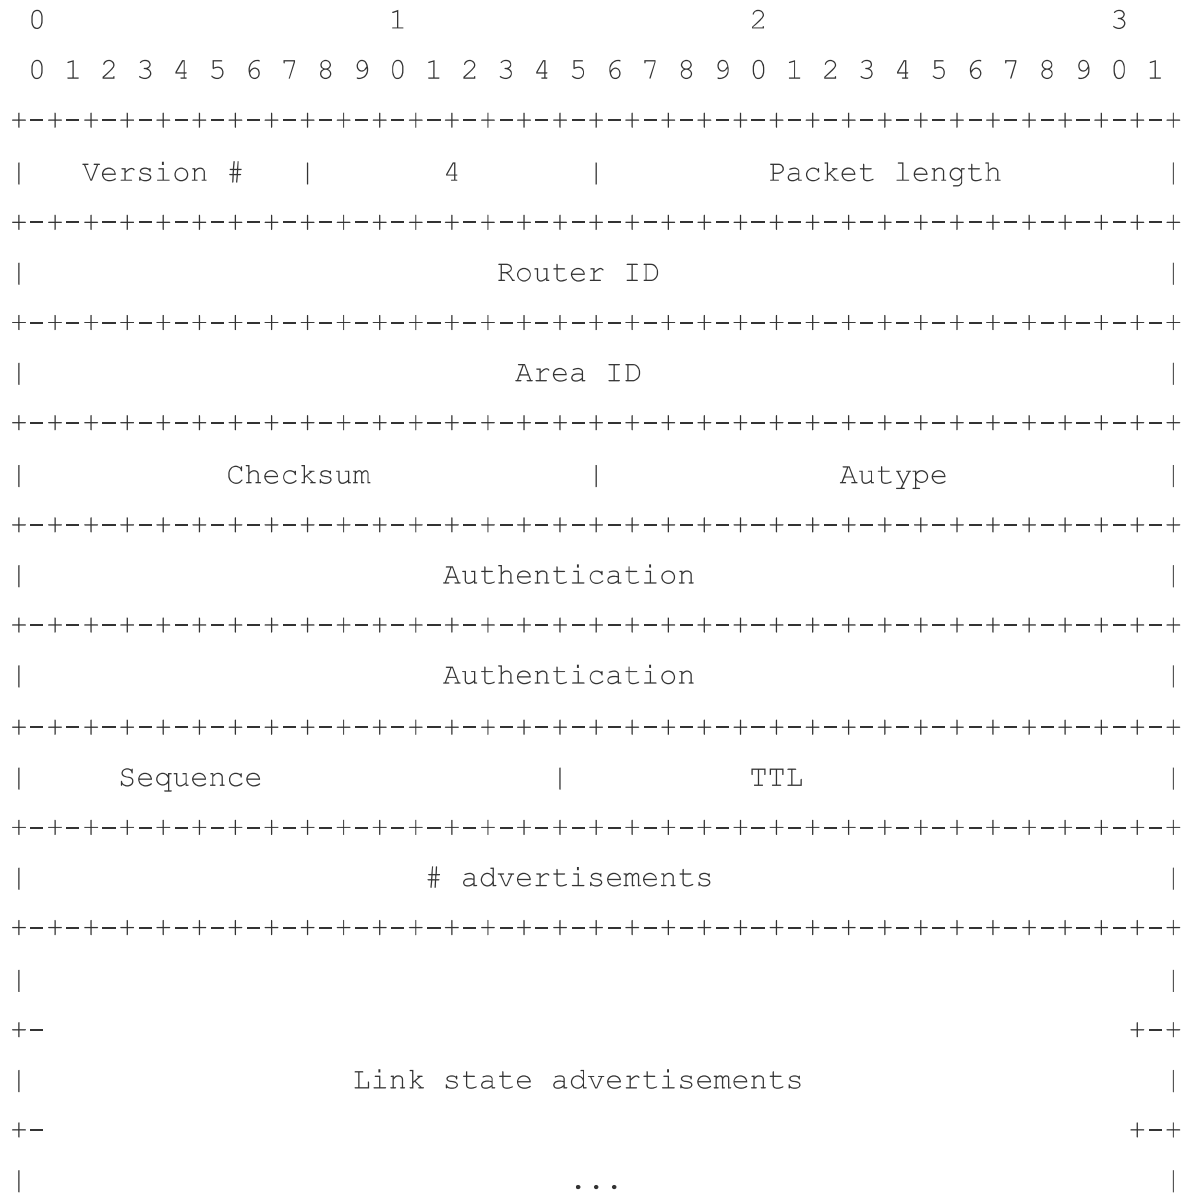 0                   1                   2                   3
 0 1 2 3 4 5 6 7 8 9 0 1 2 3 4 5 6 7 8 9 0 1 2 3 4 5 6 7 8 9 0 1
+-+-+-+-+-+-+-+-+-+-+-+-+-+-+-+-+-+-+-+-+-+-+-+-+-+-+-+-+-+-+-+-+
|   Version #   |       4       |         Packet length         |
+-+-+-+-+-+-+-+-+-+-+-+-+-+-+-+-+-+-+-+-+-+-+-+-+-+-+-+-+-+-+-+-+
|                          Router ID                            |
+-+-+-+-+-+-+-+-+-+-+-+-+-+-+-+-+-+-+-+-+-+-+-+-+-+-+-+-+-+-+-+-+
|                           Area ID                             |
+-+-+-+-+-+-+-+-+-+-+-+-+-+-+-+-+-+-+-+-+-+-+-+-+-+-+-+-+-+-+-+-+
|           Checksum            |             Autype            |
+-+-+-+-+-+-+-+-+-+-+-+-+-+-+-+-+-+-+-+-+-+-+-+-+-+-+-+-+-+-+-+-+
|                       Authentication                          |
+-+-+-+-+-+-+-+-+-+-+-+-+-+-+-+-+-+-+-+-+-+-+-+-+-+-+-+-+-+-+-+-+
|                       Authentication                          |
+-+-+-+-+-+-+-+-+-+-+-+-+-+-+-+-+-+-+-+-+-+-+-+-+-+-+-+-+-+-+-+-+
|     Sequence                |          TTL                    |
+-+-+-+-+-+-+-+-+-+-+-+-+-+-+-+-+-+-+-+-+-+-+-+-+-+-+-+-+-+-+-+-+
|                      # advertisements                         |
+-+-+-+-+-+-+-+-+-+-+-+-+-+-+-+-+-+-+-+-+-+-+-+-+-+-+-+-+-+-+-+-+
|                                                               |
+-                                                            +-+
|                  Link state advertisements                    |
+-                                                            +-+
|                              ...                              |